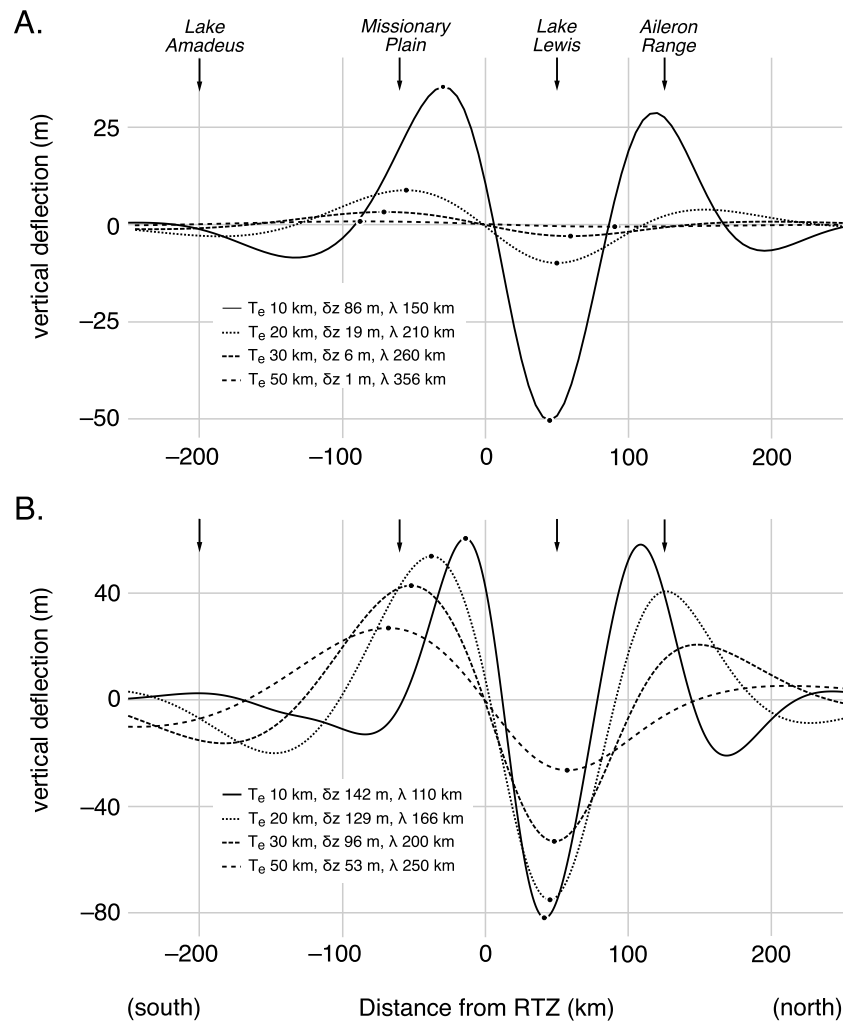 A.
Lake
Amadeus
Missionary
Plain
Lake
Lewis
Aileron
Range
vertical deflection (m)
25
0
−25
−50
Te 10 km, δz 86 m, λ 150 km
Te 20 km, δz 19 m, λ 210 km
Te 30 km, δz 6 m, λ 260 km
Te 50 km, δz 1 m, λ 356 km
−200 −100 0 100 200
B.
vertical deflection (m)
40
0
−40
−80
Te 10 km, δz 142 m, λ 110 km
Te 20 km, δz 129 m, λ 166 km
Te 30 km, δz 96 m, λ 200 km
Te 50 km, δz 53 m, λ 250 km
−200 −100 0 100 200
(south) Distance from RTZ (km) (north)